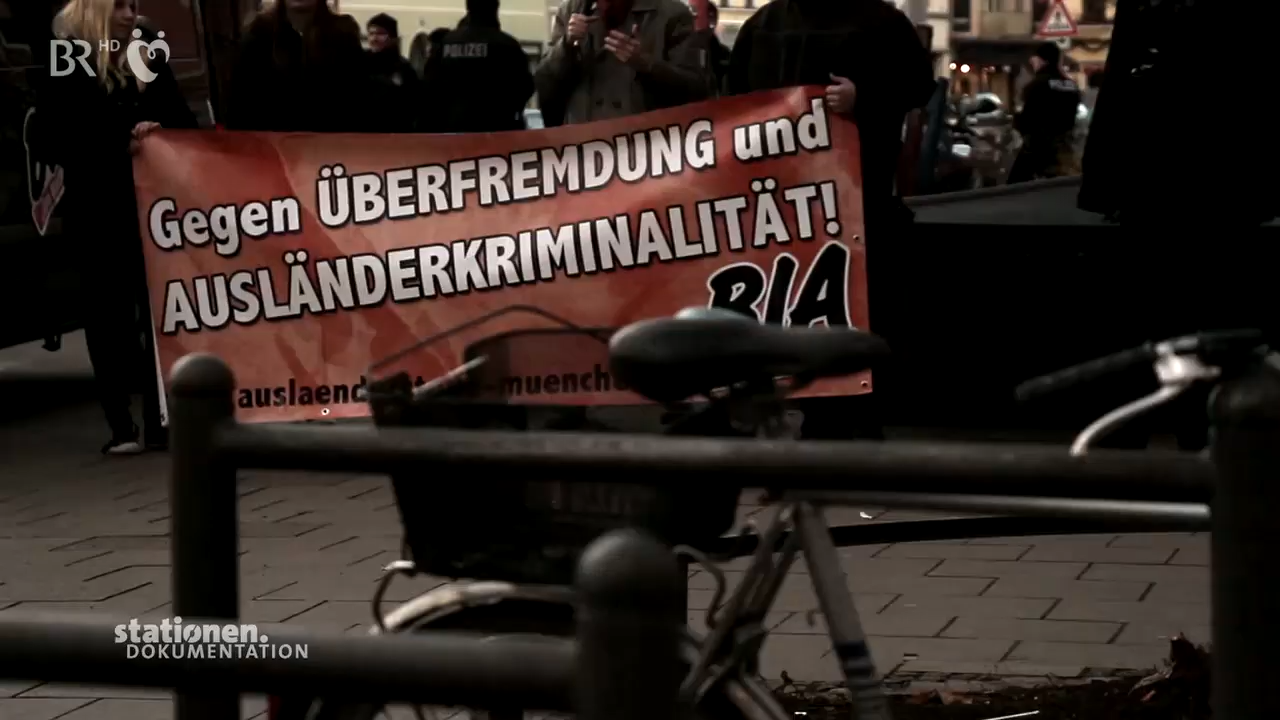 BR HD
POLIZEI
Gegen ÜBERFREMDUNG und
AUSLÄNDERKRIMINALITÄT!
BIA
stationen.
DOKUMENTATION